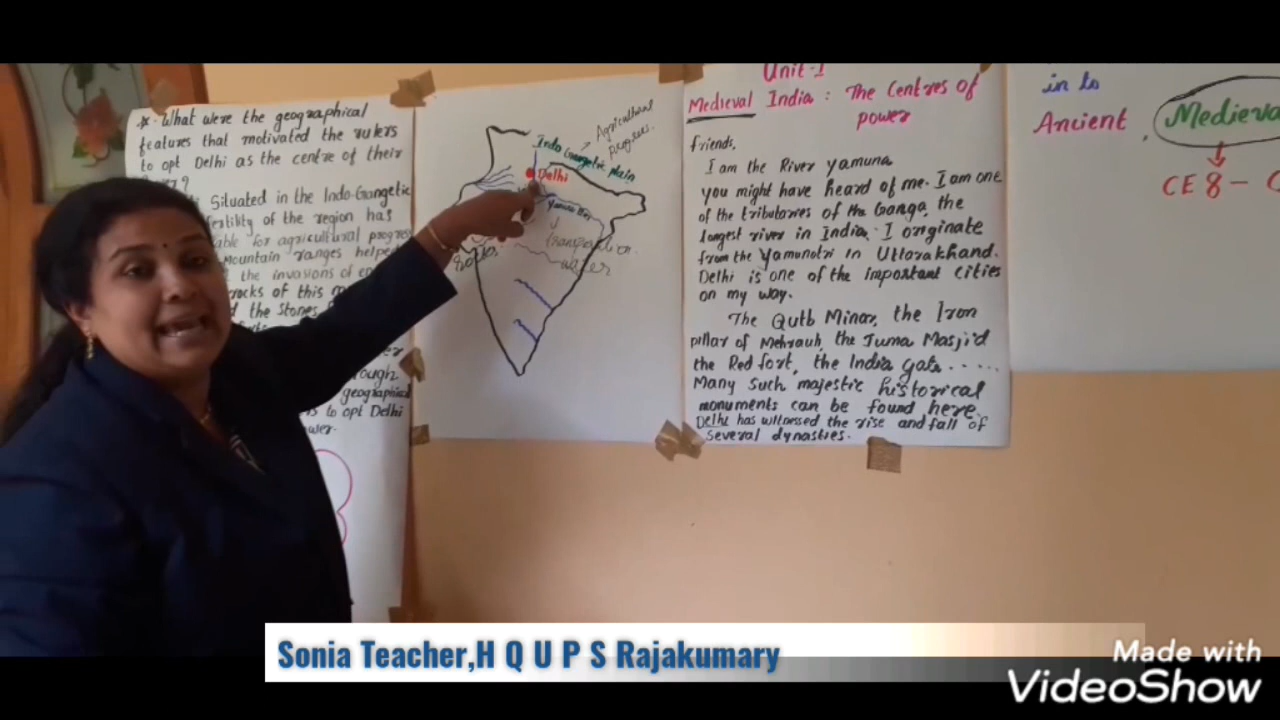 * What were the geographical
features that motivated the rulers
to opt Delhi as the centre of their
Situated in the Indo-Gangetic
fertility of the region has
for agricultural progress
Mountain ranges helped
the invasions of
rocks of this
the stones
geographical
to opt Delhi
Agricultural
progress.
Indo Gangetic plain
Delhi
Yamuna River
transportation
water
Unit-1
Medieval India : The Centres of
power
friends,
I am the River yamuna
you might have heard of me. I am one
of the tributaries of the Ganga, the
longest river in India. I originate
from the Yamunotri in Uttarakhand.
Delhi is one of the important cities
on my way.
The Qutb Minar, the Iron
pillar of Mehrauh, the Juma Masjid
the Red fort, the India gate......
Many such majestic historical
monuments can be found here.
Delhi has witnessed the rise and fall of
several dynasties.
in to
Ancient , Medieva
CE 8 -
Sonia Teacher,H Q U P S Rajakumary
Made with
VideoShow